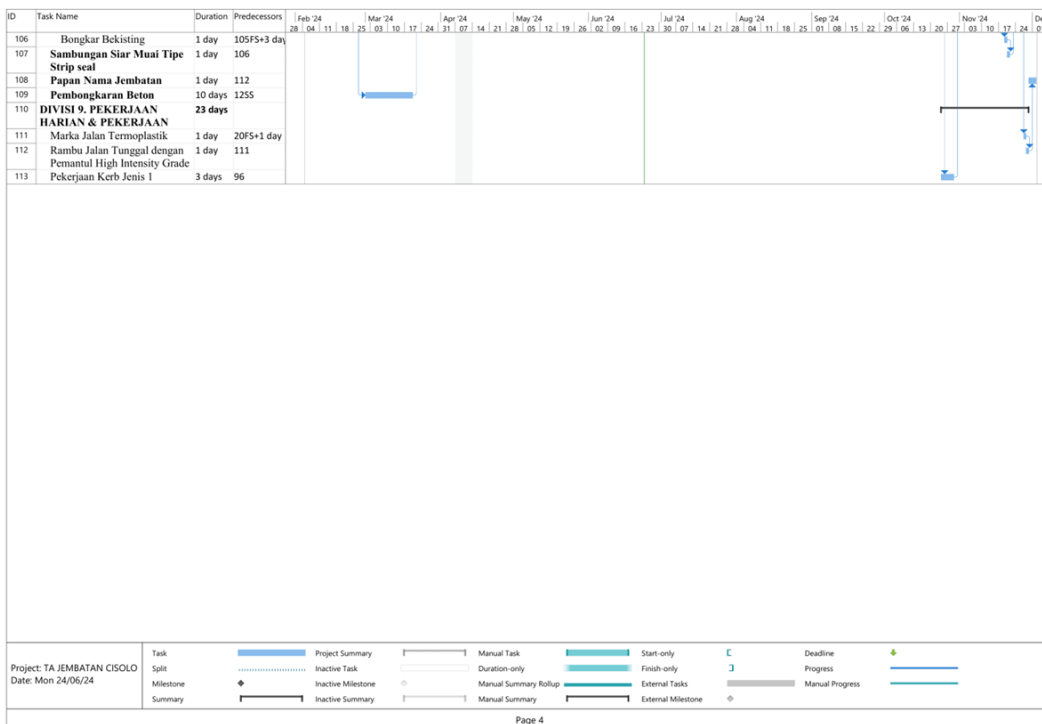 ID Task Name Duration Predecessors
Feb '24 Mar '24 Apr '24 May '24 Jun '24 Jul '24 Aug '24 Sep '24 Oct '24 Nov '24 De
28 04 11 18 25 03 10 17 24 31 07 14 21 28 05 12 19 26 02 09 16 23 30 07 14 21 28 04 11 18 25 01 08 15 22 29 06 13 20 27 03 10 17 24 0
106 Bongkar Bekisting 1 day 105FS+3 day
107 Sambungan Siar Muai Tipe 1 day 106
Strip seal
108 Papan Nama Jembatan 1 day 112
109 Pembongkaran Beton 10 days 12SS
110 DIVISI 9. PEKERJAAN 23 days
HARIAN & PEKERJAAN
111 Marka Jalan Termoplastik 1 day 20FS+1 day
112 Rambu Jalan Tunggal dengan 1 day 111
Pemantul High Intensity Grade
113 Pekerjaan Kerb Jenis 1 3 days 96
Project: TA JEMBATAN CISOLO
Date: Mon 24/06/24
Task Project Summary Manual Task Start-only Deadline
Split Inactive Task Duration-only Finish-only Progress
Milestone Inactive Milestone Manual Summary Rollup External Tasks Manual Progress
Summary Inactive Summary Manual Summary External Milestone
Page 4